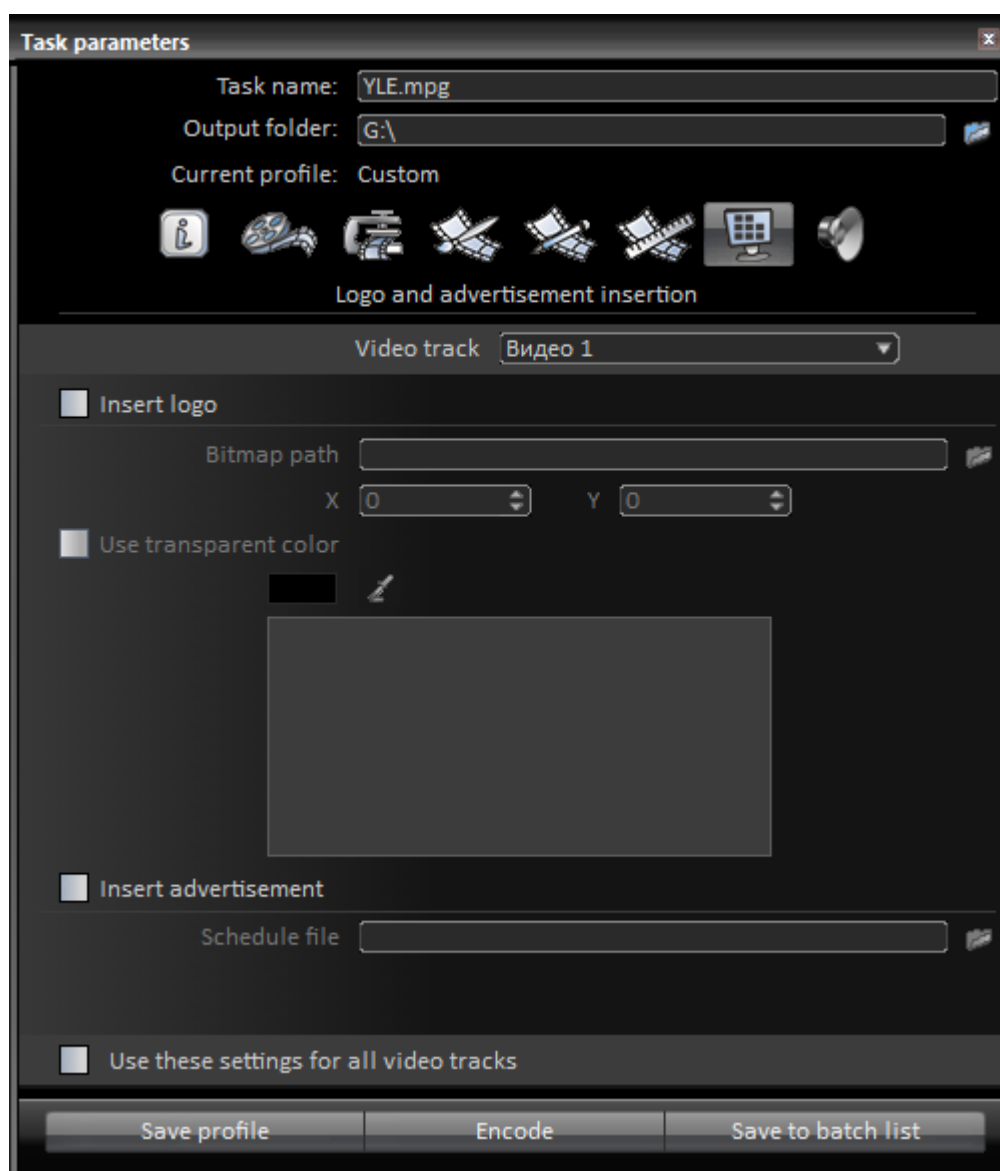 Task parameters
Task name: YLE.mpg
Output folder: G:\
Current profile: Custom
Logo and advertisement insertion
Video track Видео 1
Insert logo
Bitmap path
X 0 Y 0
Use transparent color
Insert advertisement
Schedule file
Use these settings for all video tracks
Save profile Encode Save to batch list